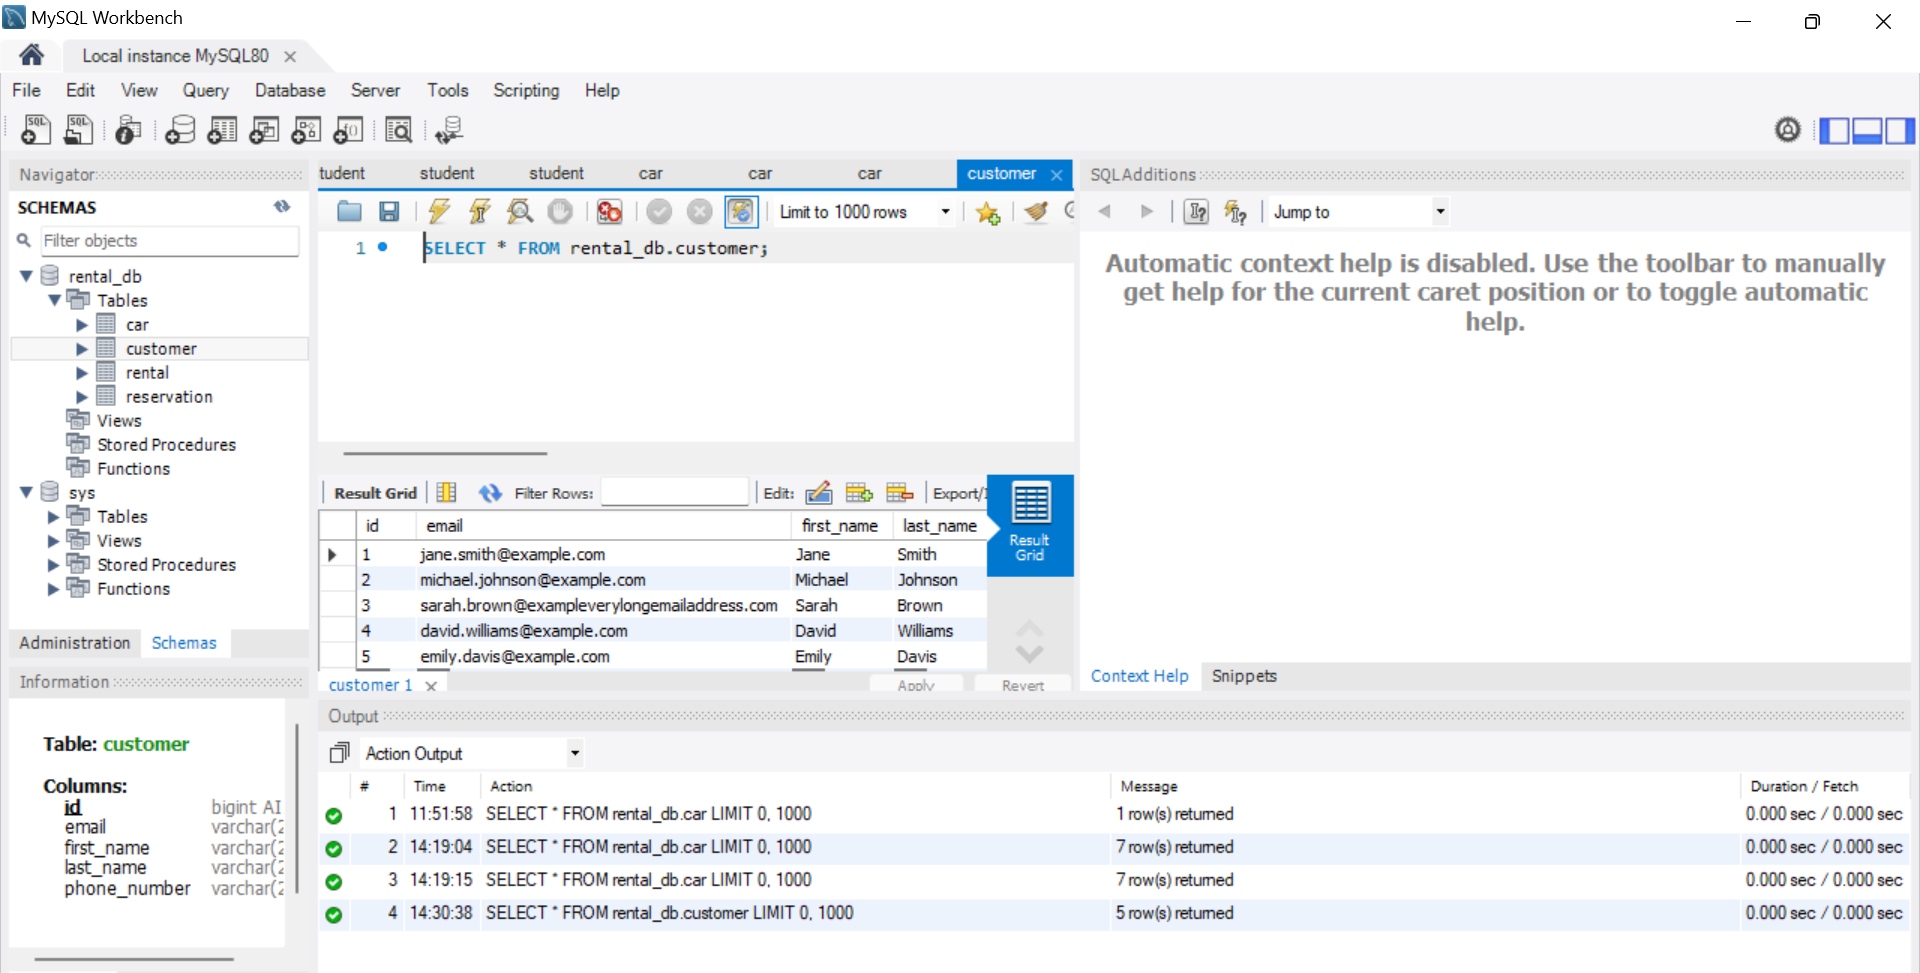 MySQL Workbench
Local instance MySQL80
File Edit View Query Database Server Tools Scripting Help
Navigator
SCHEMAS
Filter objects
rental_db
Tables
car
customer
rental
reservation
Views
Stored Procedures
Functions
sys
Tables
Views
Stored Procedures
Functions
Administration Schemas
Information
Table: customer
Columns:
id bigint AI
email varchar(2
first_name varchar(2
last_name varchar(2
phone_number varchar(2
tudent student student car car car customer
Limit to 1000 rows
1 SELECT * FROM rental_db.customer;
Result Grid Filter Rows: Edit: Export/I
id email first_name last_name
1 jane.smith@example.com Jane Smith
2 michael.johnson@example.com Michael Johnson
3 sarah.brown@exampleverylongemailaddress.com Sarah Brown
4 david.williams@example.com David Williams
5 emily.davis@example.com Emily Davis
Result
Grid
customer 1 Apply Revert
SQLAdditions
Jump to
Automatic context help is disabled. Use the toolbar to manually
get help for the current caret position or to toggle automatic
help.
Context Help Snippets
Output
Action Output
# Time Action Message Duration / Fetch
1 11:51:58 SELECT * FROM rental_db.car LIMIT 0, 1000 1 row(s) returned 0.000 sec / 0.000 sec
2 14:19:04 SELECT * FROM rental_db.car LIMIT 0, 1000 7 row(s) returned 0.000 sec / 0.000 sec
3 14:19:15 SELECT * FROM rental_db.car LIMIT 0, 1000 7 row(s) returned 0.000 sec / 0.000 sec
4 14:30:38 SELECT * FROM rental_db.customer LIMIT 0, 1000 5 row(s) returned 0.000 sec / 0.000 sec